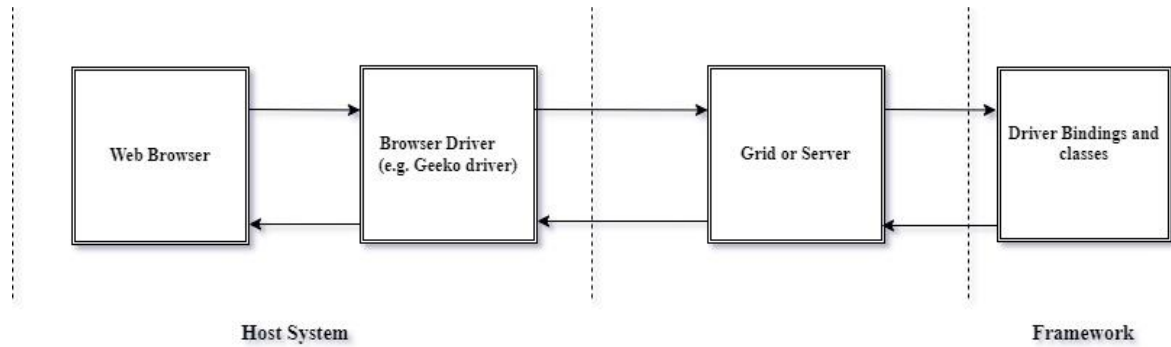 Web Browser
Browser Driver
(e.g. Geeko driver)
Grid or Server
Driver Bindings and
classes
Host System
Framework